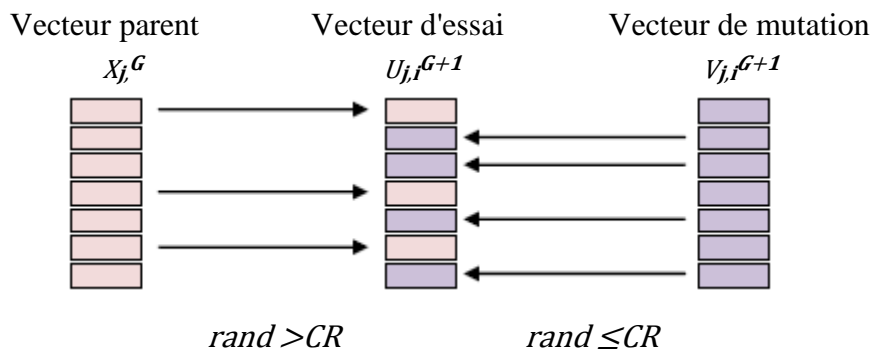 Vecteur parent Vecteur d'essai Vecteur de mutation
Xj,G Uj,iG+1 Vj,iG+1
rand >CR rand ≤CR